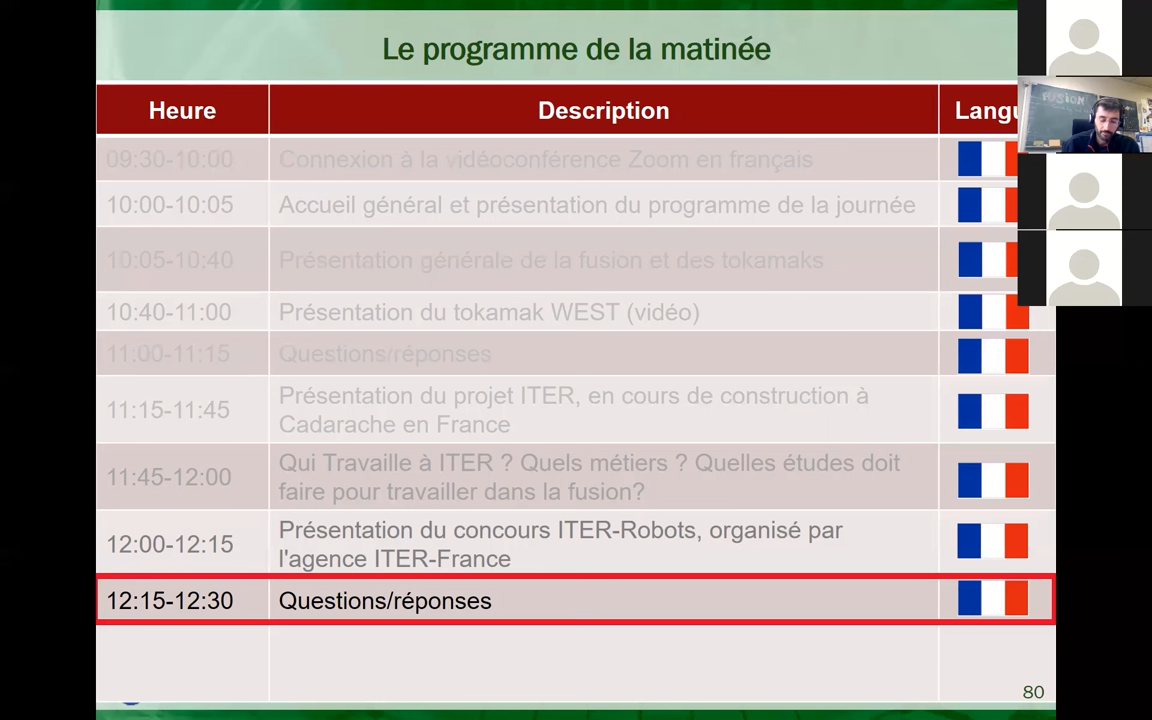 Le programme de la matinée
Heure Description Langu
09:30-10:00 Connexion à la vidéoconférence Zoom en français
10:00-10:05 Accueil général et présentation du programme de la journée
10:05-10:40 Présentation générale de la fusion et des tokamaks
10:40-11:00 Présentation du tokamak WEST (vidéo)
11:00-11:15 Questions/réponses
11:15-11:45 Présentation du projet ITER, en cours de construction à
Cadarache en France
11:45-12:00 Qui Travaille à ITER ? Quels métiers ? Quelles études doit
faire pour travailler dans la fusion?
12:00-12:15 Présentation du concours ITER-Robots, organisé par
l'agence ITER-France
12:15-12:30 Questions/réponses
80
FUSION